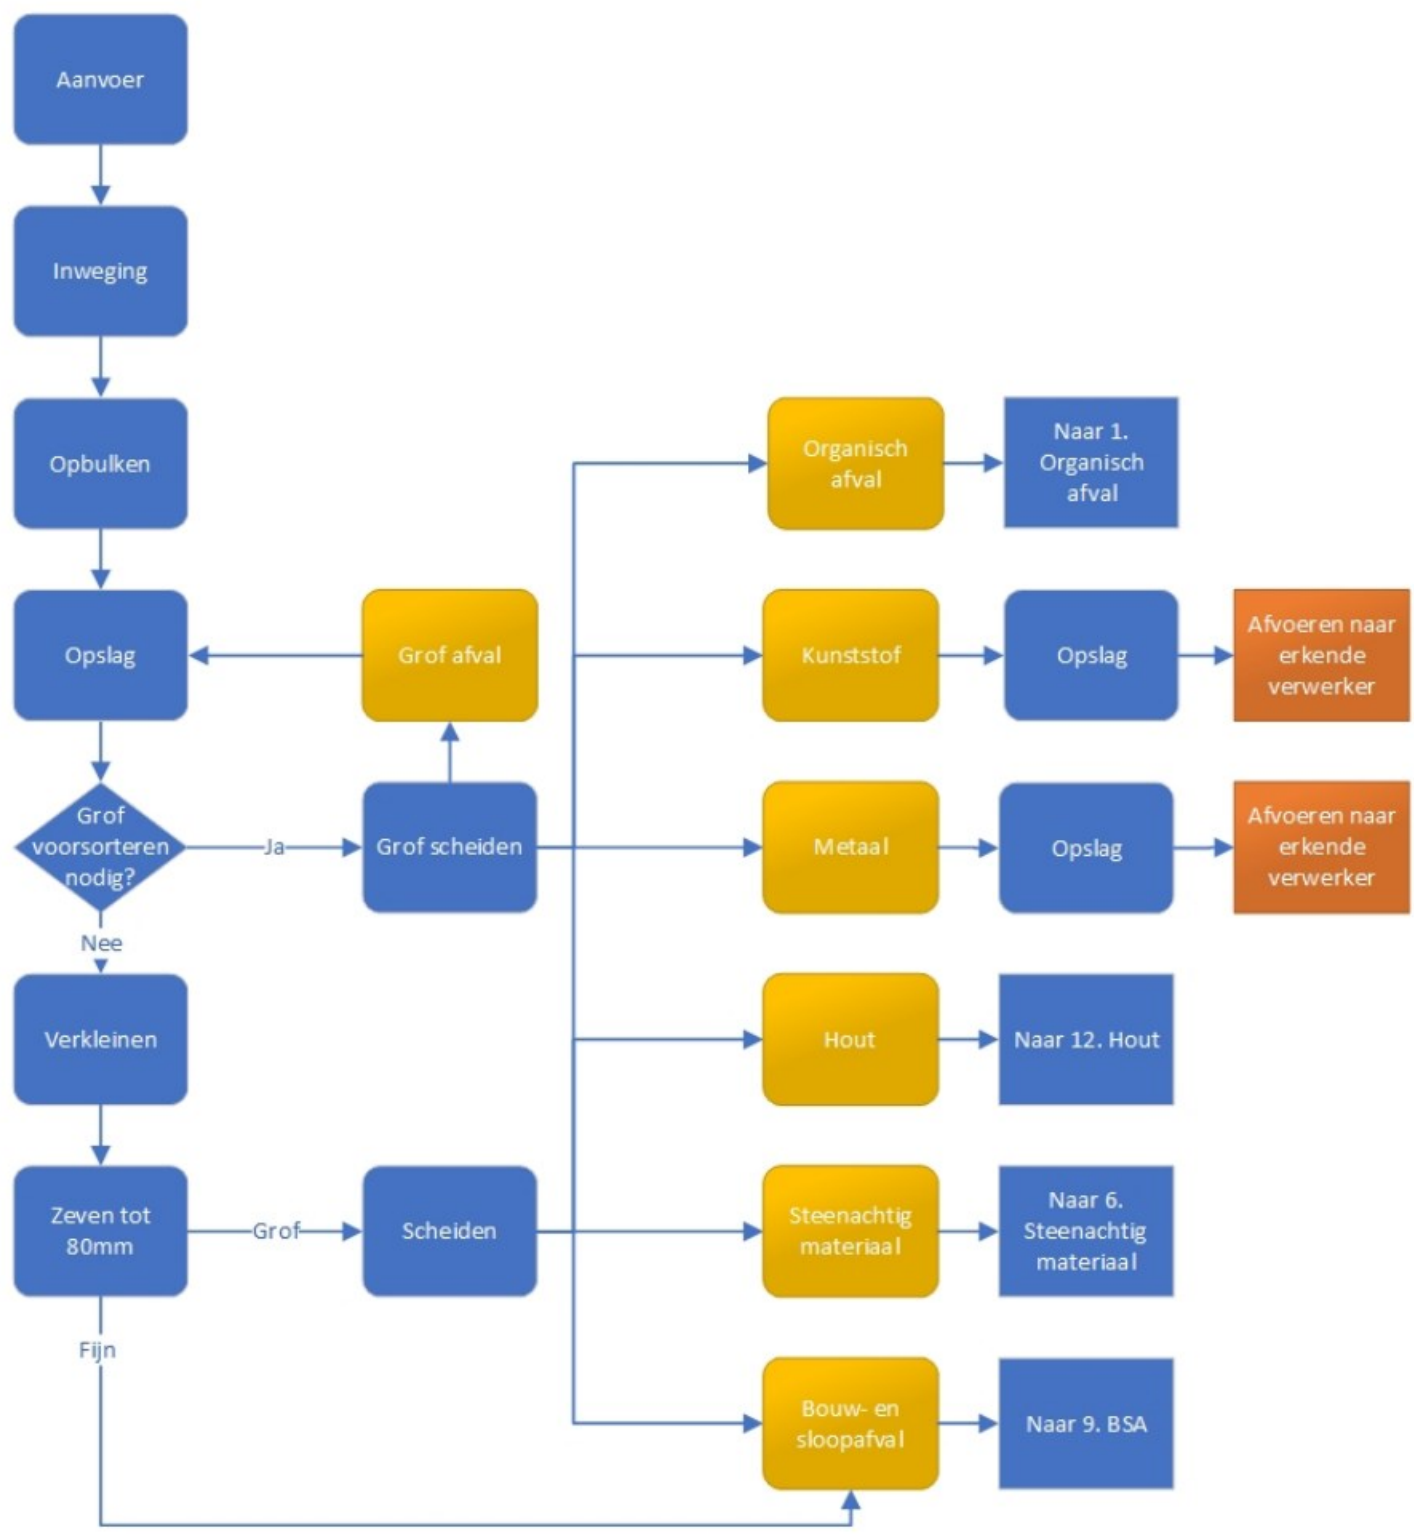 Aanvoer
Inweging
Opbulken
Organisch
afval
Naar 1.
Organisch
afval
Opslag
Grof afval
Kunststof
Opslag
Afvoeren naar
erkende
verwerker
Grof
voorsorteren
nodig?
Ja
Grof scheiden
Metaal
Opslag
Afvoeren naar
erkende
verwerker
Nee
Verkleinen
Hout
Naar 12. Hout
Zeven tot
80mm
Grof
Scheiden
Steenachtig
materiaal
Naar 6.
Steenachtig
materiaal
Fijn
Bouw- en
sloopafval
Naar 9. BSA